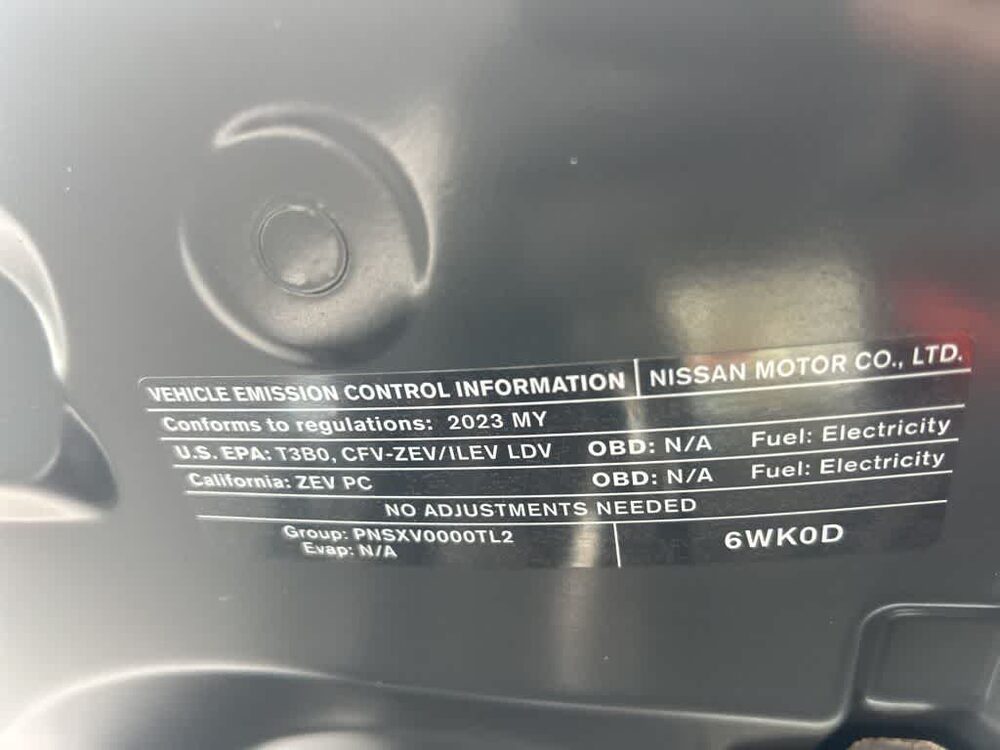 VEHICLE EMISSION CONTROL INFORMATION NISSAN MOTOR CO., LTD.
Conforms to regulations: 2023 MY
U.S. EPA: T3B0, CFV-ZEV/ILEV LDV OBD: N/A Fuel: Electricity
California: ZEV PC OBD: N/A Fuel: Electricity
NO ADJUSTMENTS NEEDED
Group: PNSXV0000TL2
Evap: N/A
6WK0D